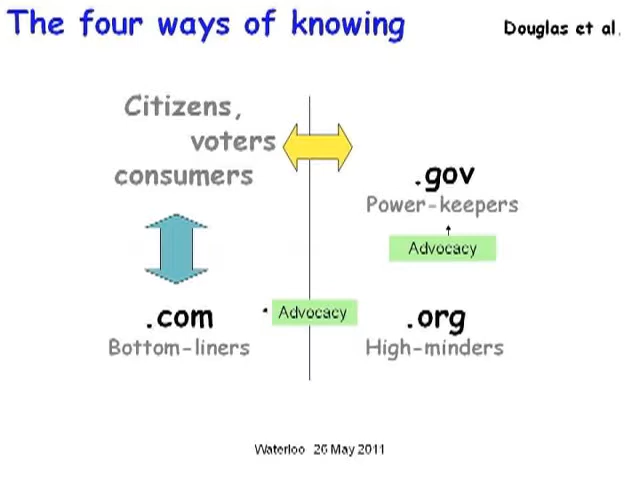 The four ways of knowing
Douglas et al.
Citizens,
voters
consumers
.gov
Power-keepers
Advocacy
.com
Bottom-liners
Advocacy
.org
High-minders
Waterloo 26 May 2011